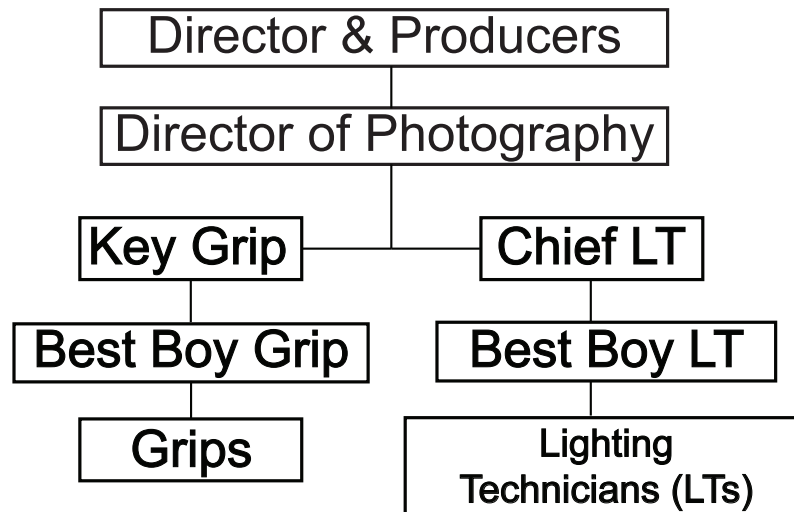 Director & Producers
Director of Photography
Key Grip
Chief LT
Best Boy Grip
Best Boy LT
Grips
Lighting
Technicians (LTs)